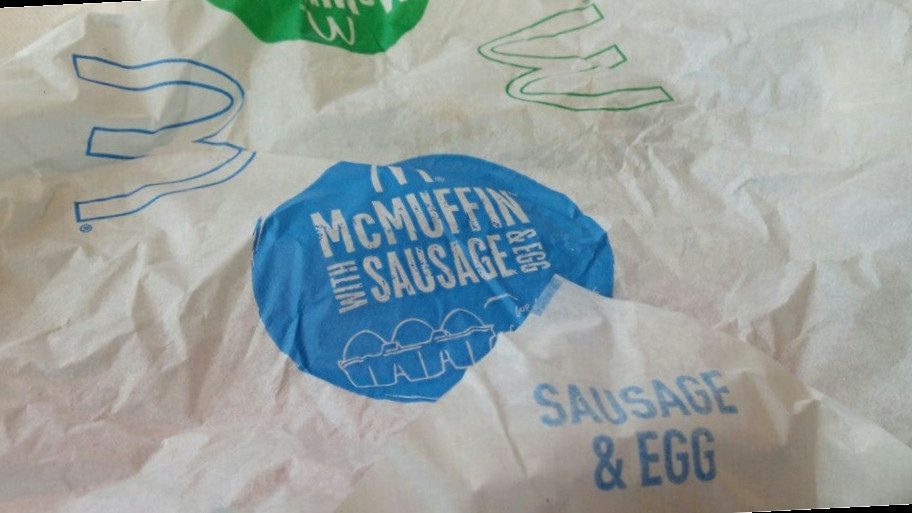 McMUFFIN®
WITH SAUSAGE & EGG
SAUSAGE
& EGG